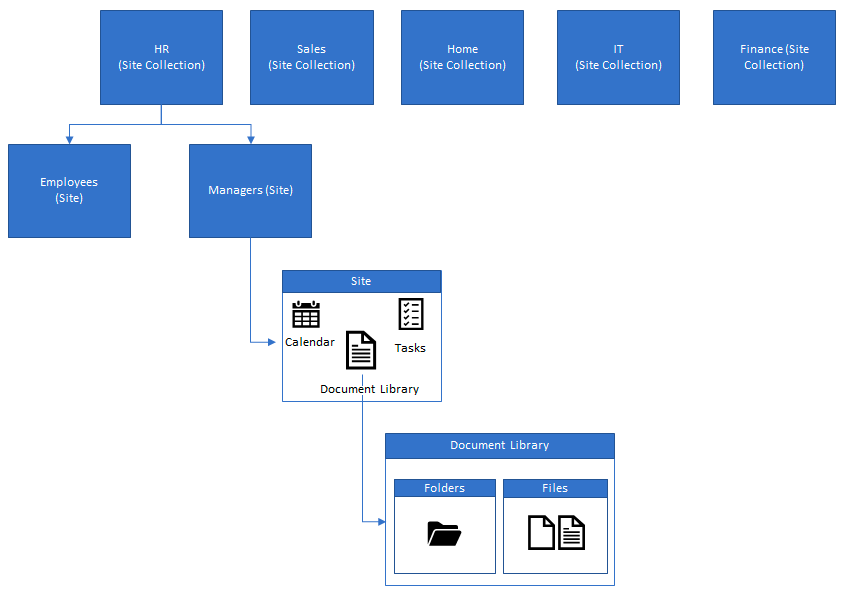 HR
(Site Collection)
Sales
(Site Collection)
Home
(Site Collection)
IT
(Site Collection)
Finance (Site
Collection)
Employees
(Site)
Managers (Site)
Site
Calendar
Tasks
Document Library
Document Library
Folders
Files